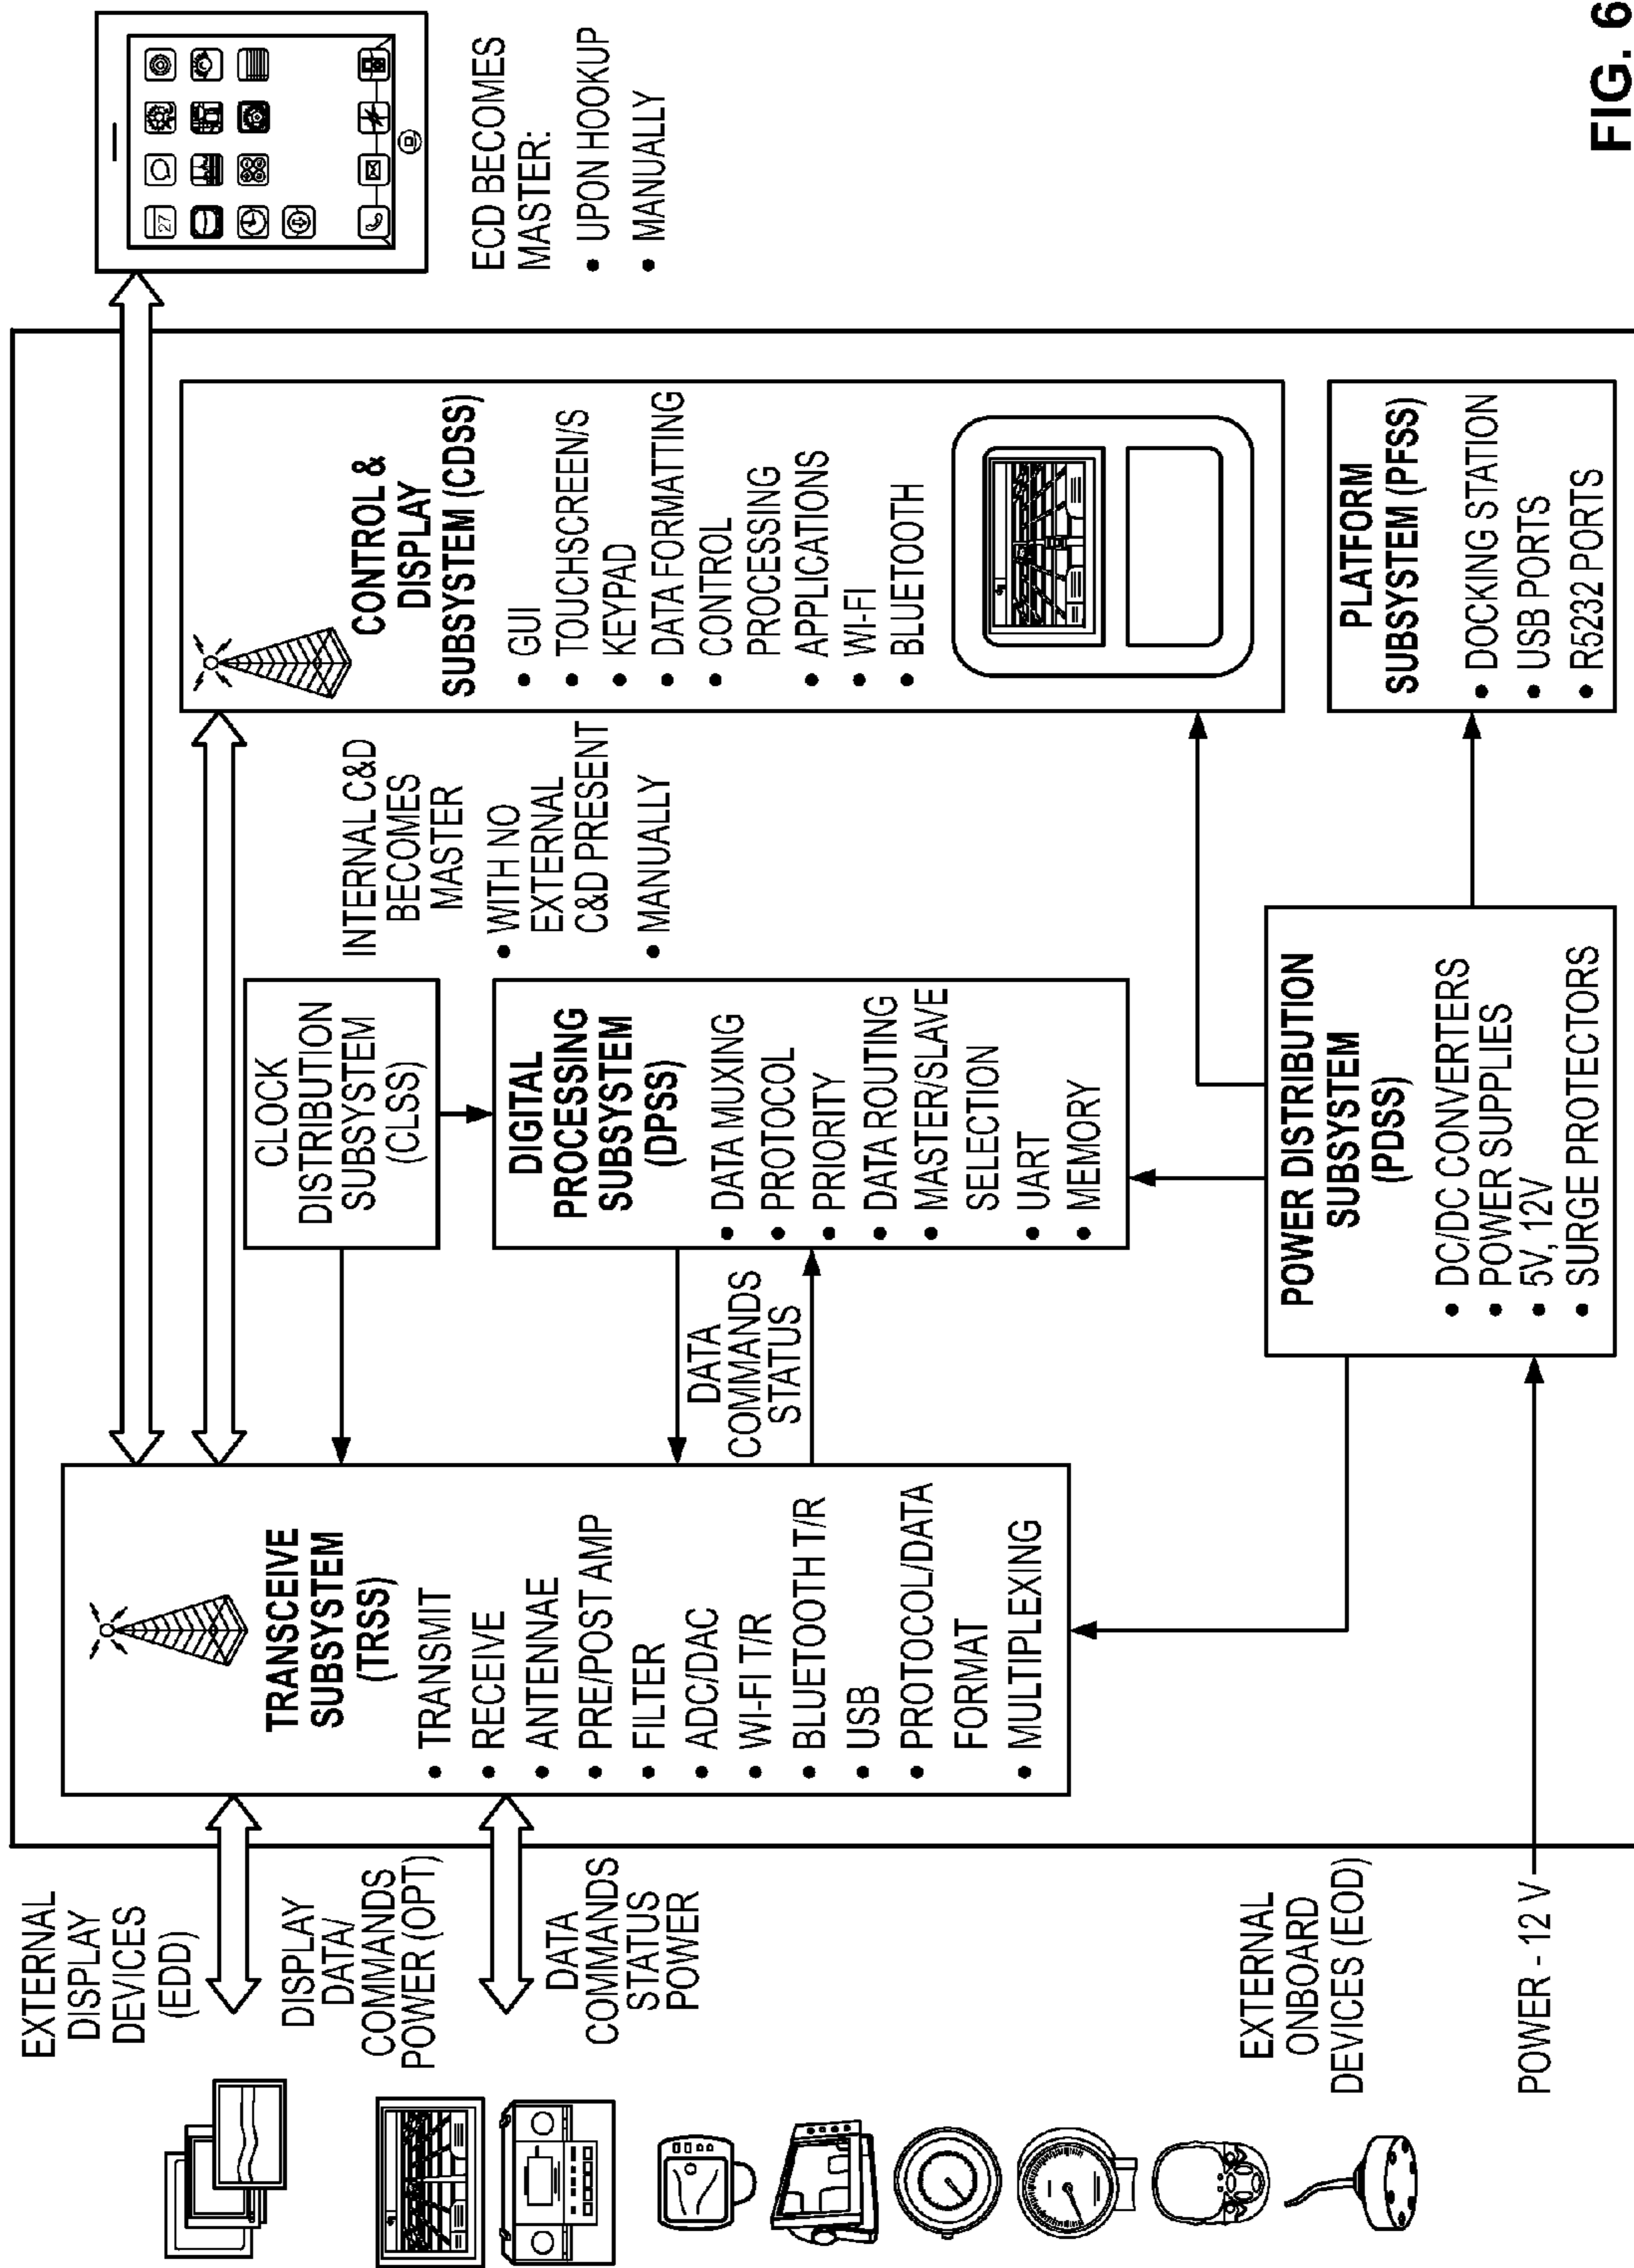 EXTERNAL
DISPLAY
DEVICES
(EDD)
DISPLAY
DATA/
COMMANDS
POWER (OPT)
DATA
COMMANDS
STATUS
POWER
EXTERNAL
ONBOARD
DEVICES (EOD)
POWER - 12 V
TRANSCEIVE
SUBSYSTEM
(TRSS)
• TRANSMIT
• RECEIVE
• ANTENNAE
• PRE/POST AMP
• FILTER
• ADC/DAC
• WI-FI T/R
• BLUETOOTH T/R
• USB
• PROTOCOL/DATA
FORMAT
• MULTIPLEXING
DATA
COMMANDS
STATUS
CLOCK
DISTRIBUTION
SUBSYSTEM
(CLSS)
DIGITAL
PROCESSING
SUBSYSTEM
(DPSS)
• DATA MUXING
• PROTOCOL
• PRIORITY
• DATA ROUTING
• MASTER/SLAVE
SELECTION
• UART
• MEMORY
POWER DISTRIBUTION
SUBSYSTEM
(PDSS)
• DC/DC CONVERTERS
• POWER SUPPLIES
• 5V, 12V
• SURGE PROTECTORS
INTERNAL C&D
BECOMES
MASTER
• WITH NO
EXTERNAL
C&D PRESENT
• MANUALLY
CONTROL &
DISPLAY
SUBSYSTEM (CDSS)
• GUI
• TOUCHSCREEN/S
• KEYPAD
• DATA FORMATTING
• CONTROL
PROCESSING
• APPLICATIONS
• WI-FI
• BLUETOOTH
PLATFORM
SUBSYSTEM (PFSS)
• DOCKING STATION
• USB PORTS
• R5232 PORTS
27
ECD BECOMES
MASTER:
• UPON HOOKUP
• MANUALLY
FIG. 6